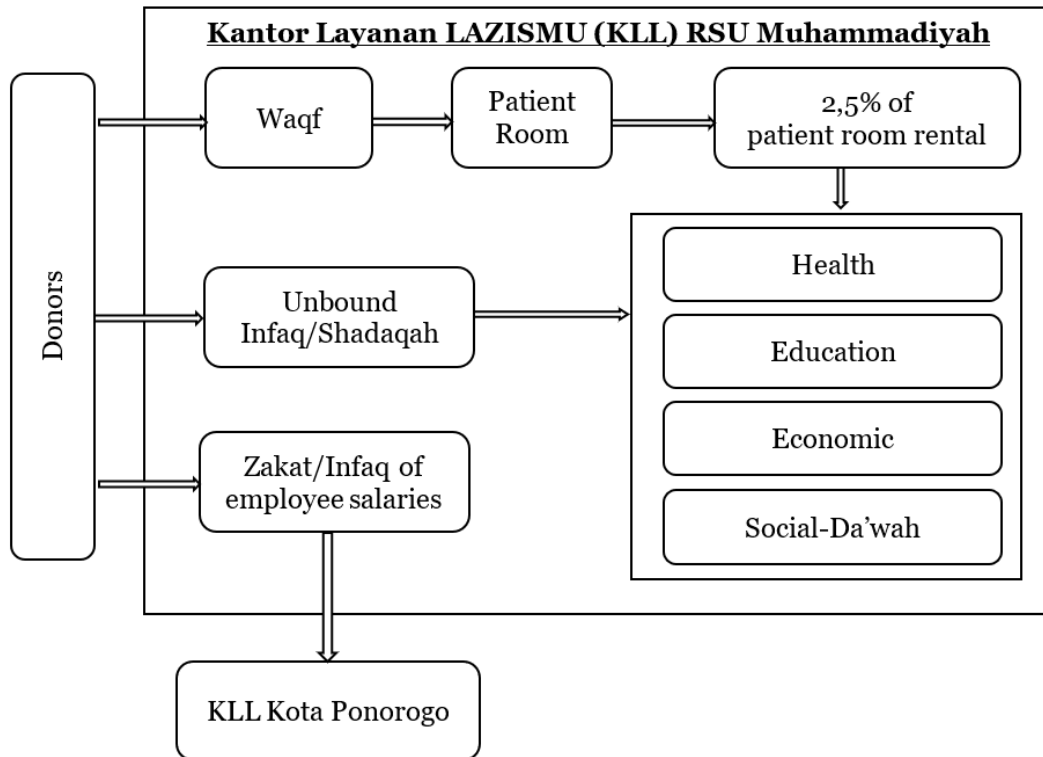 Kantor Layanan LAZISMU (KLL) RSU Muhammadiyah
Donors
Waqf
Patient
Room
2,5% of
patient room rental
Unbound
Infaq/Shadaqah
Health
Education
Economic
Social-Da’wah
Zakat/Infaq of
employee salaries
KLL Kota Ponorogo